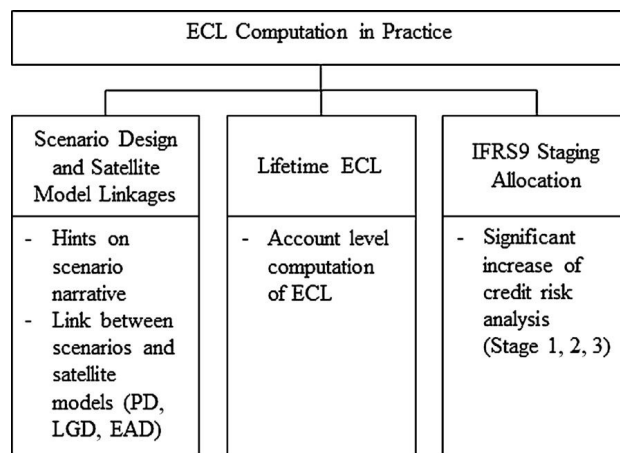 ECL Computation in Practice
Scenario Design
and Satellite
Model Linkages
- Hints on
scenario
narrative
- Link between
scenarios and
satellite
models (PD,
LGD, EAD)
Lifetime ECL
- Account level
computation
of ECL
IFRS9 Staging
Allocation
- Significant
increase of
credit risk
analysis
(Stage 1, 2, 3)